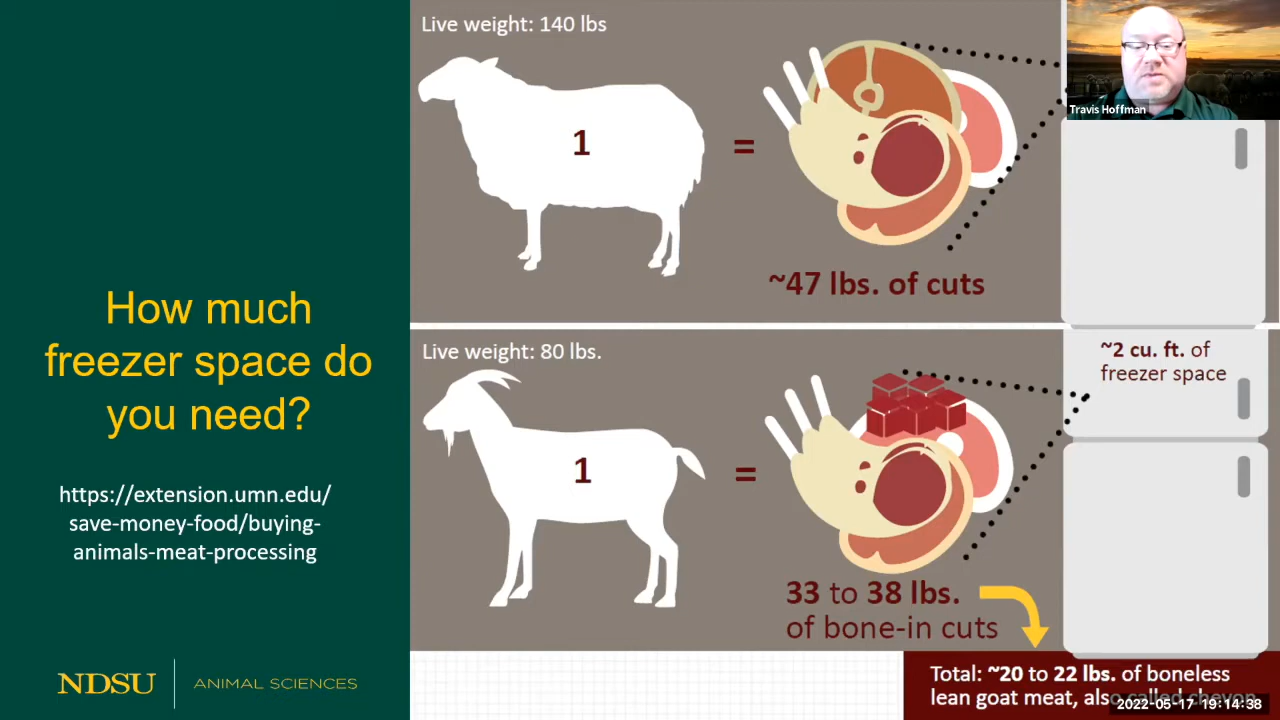 How much
freezer space do
you need?
https://extension.umn.edu/
save-money-food/buying-
animals-meat-processing
NDSU
ANIMAL SCIENCES
Live weight: 140 lbs
1
=
~47 lbs. of cuts
Travis Hoffman
Live weight: 80 lbs.
1
=
33 to 38 lbs.
of bone-in cuts
~2 cu. ft. of
freezer space
Total: ~20 to 22 lbs. of boneless
lean goat meat, also called chevon
2022-05-17 19:14:38